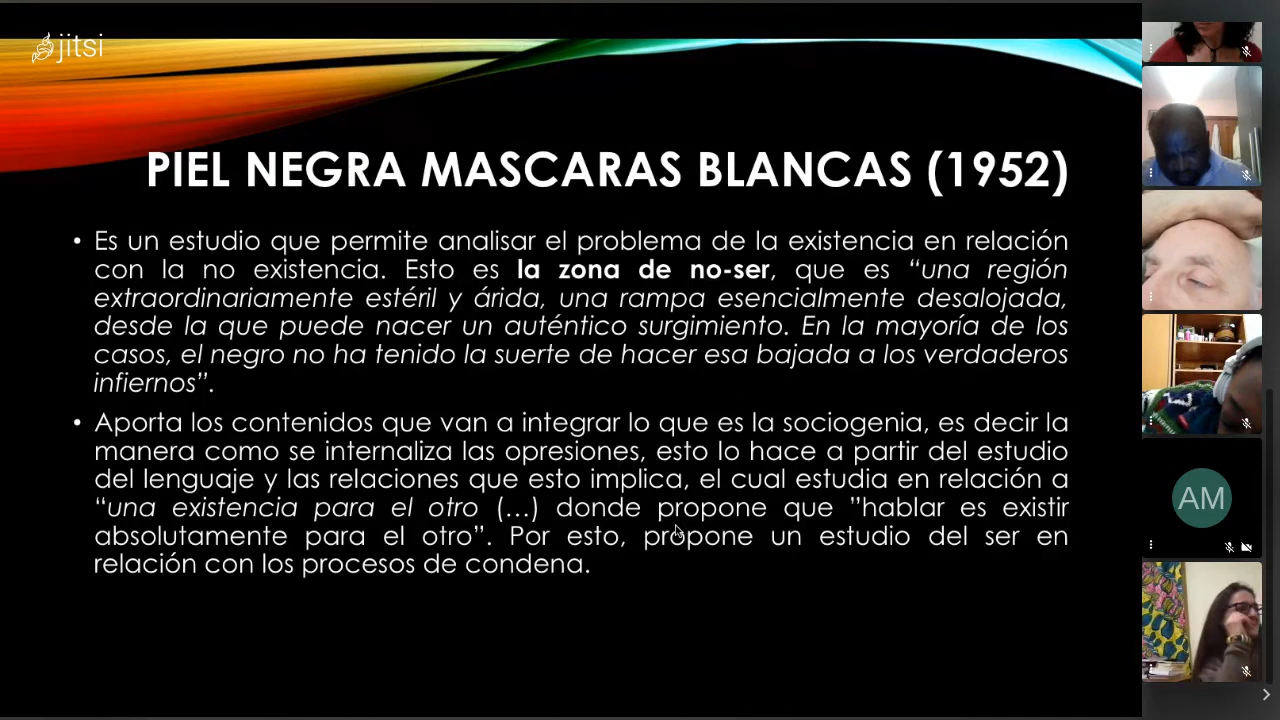 jitsi
PIEL NEGRA MASCARAS BLANCAS (1952)
• Es un estudio que permite analisar el problema de la existencia en relación
con la no existencia. Esto es la zona de no-ser, que es “una región
extraordinariamente estéril y árida, una rampa esencialmente desalojada,
desde la que puede nacer un auténtico surgimiento. En la mayoría de los
casos, el negro no ha tenido la suerte de hacer esa bajada a los verdaderos
infiernos”.
• Aporta los contenidos que van a integrar lo que es la sociogenia, es decir la
manera como se internaliza las opresiones, esto lo hace a partir del estudio
del lenguaje y las relaciones que esto implica, el cual estudia en relación a
“una existencia para el otro (…) donde propone que ”hablar es existir
absolutamente para el otro”. Por esto, propone un estudio del ser en
relación con los procesos de condena.
AM